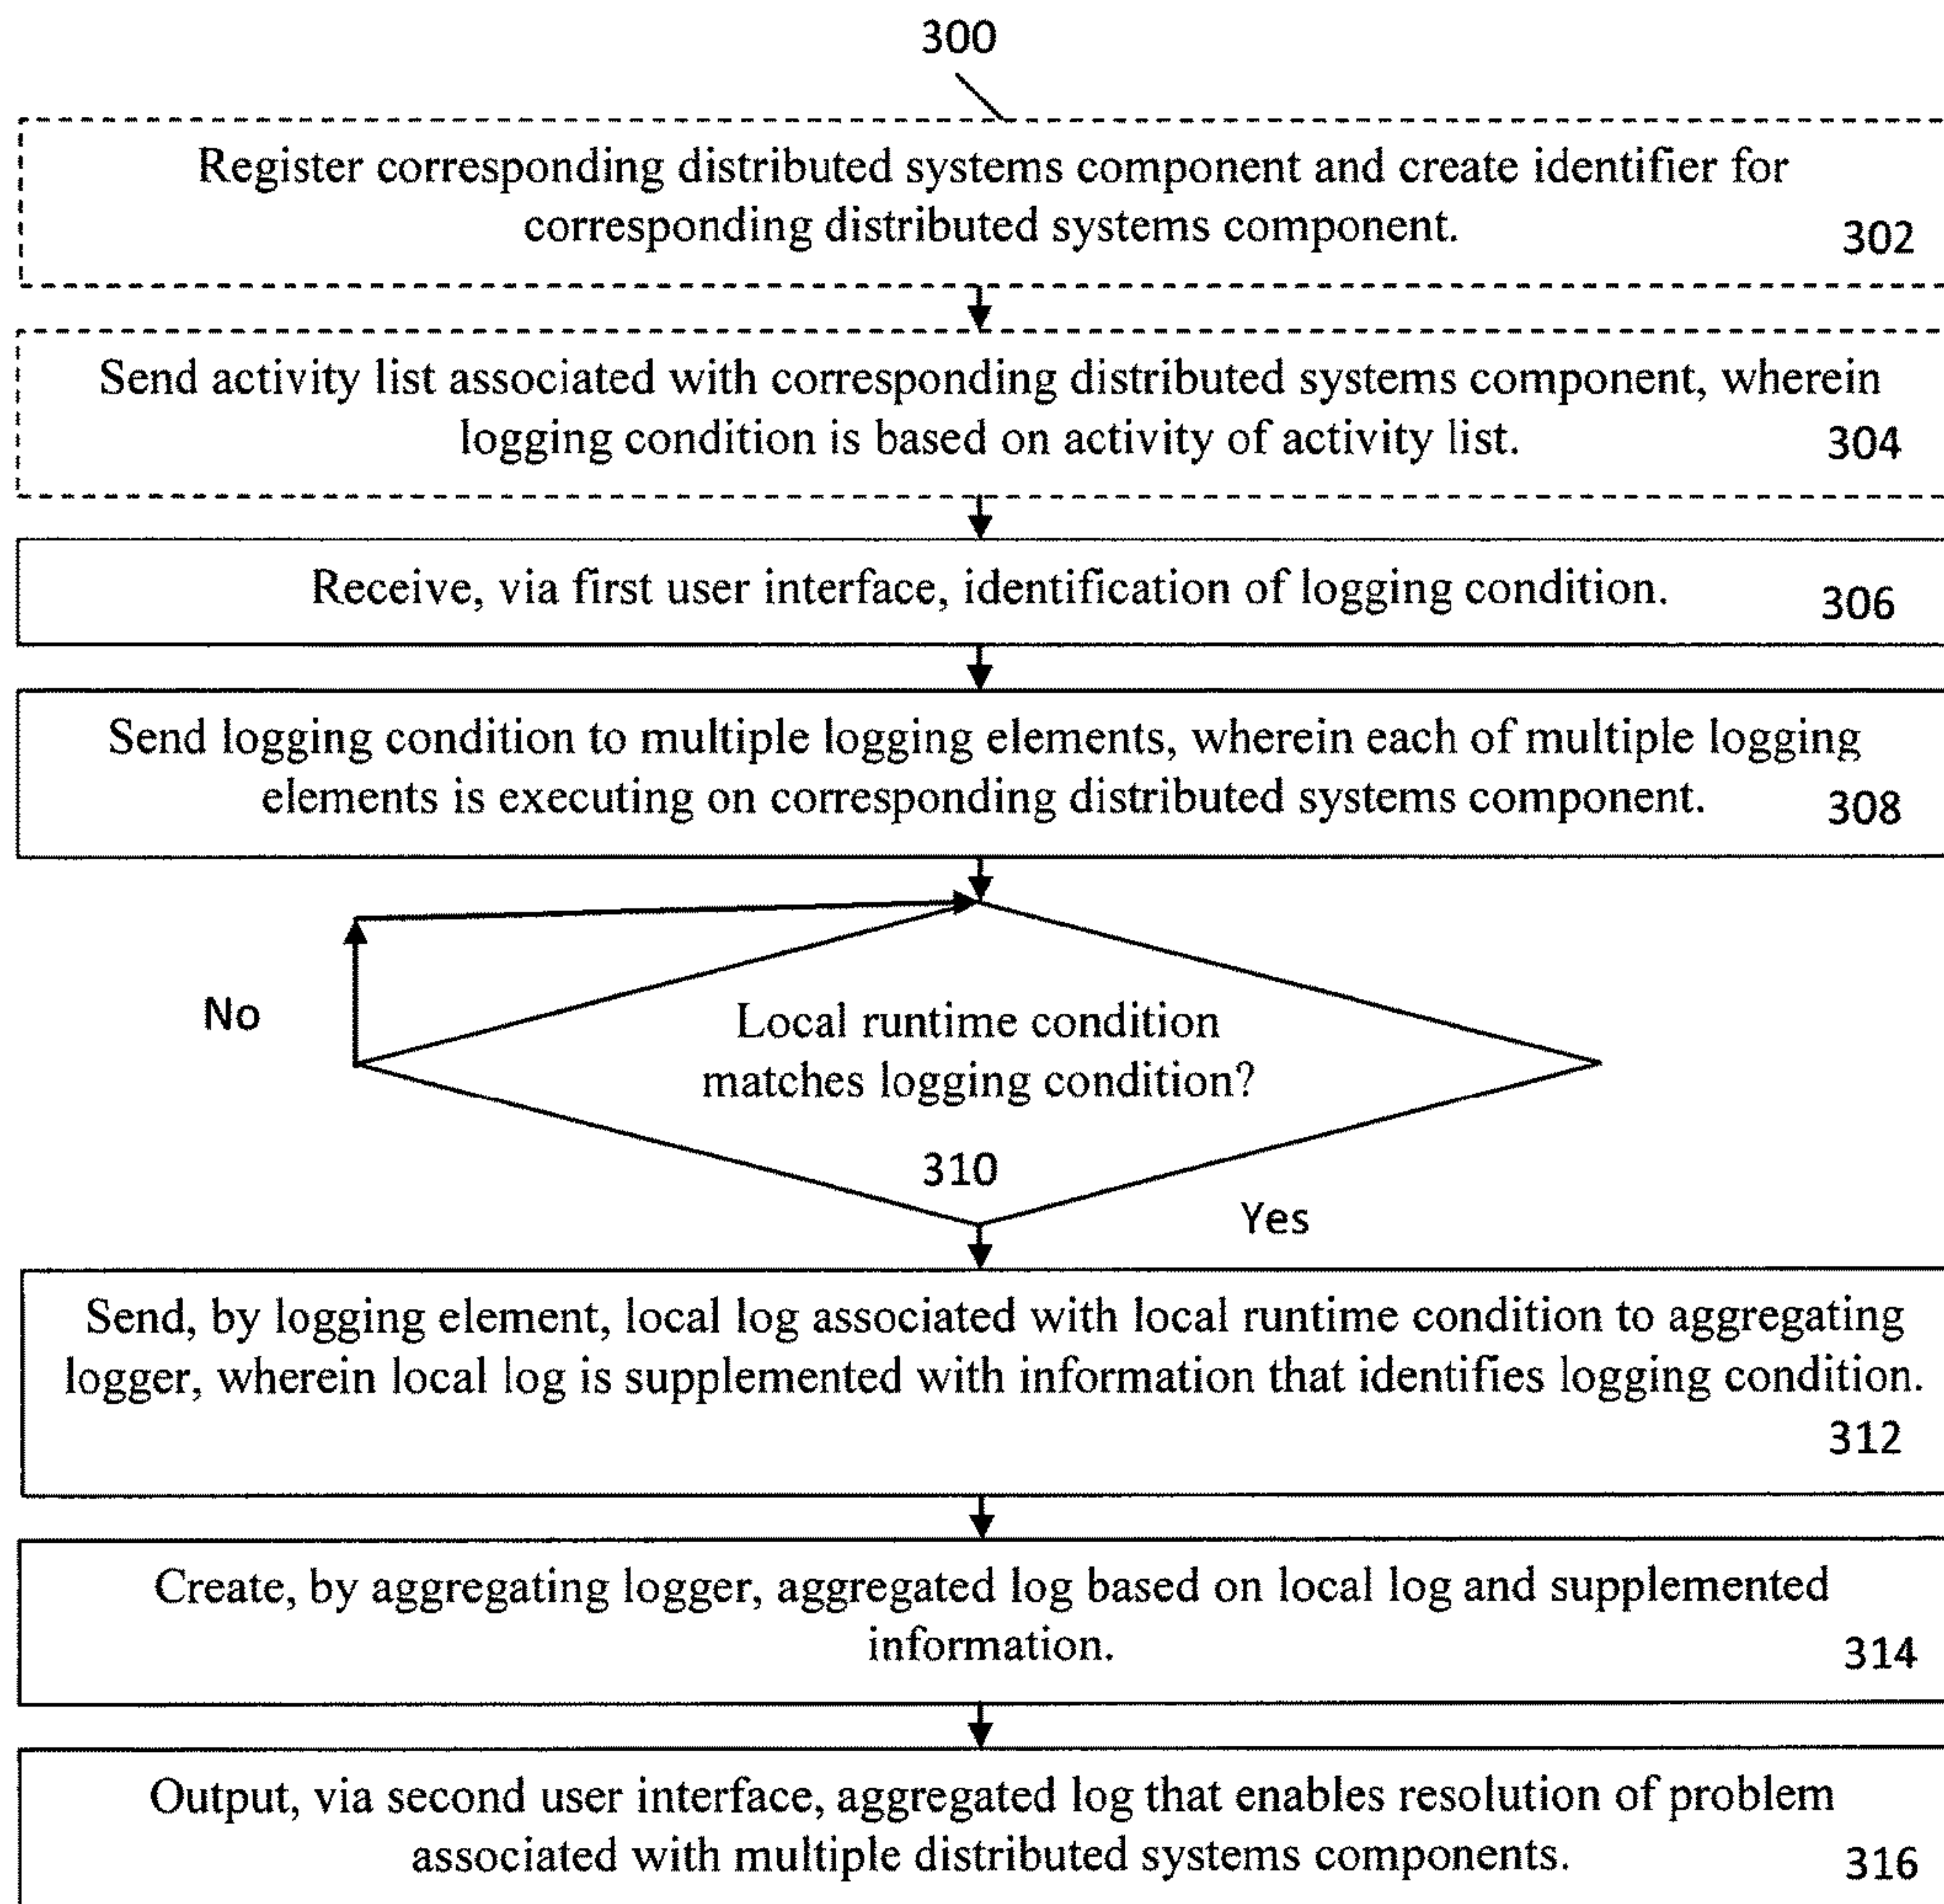 300
Register corresponding distributed systems component and create identifier for
corresponding distributed systems component.
302
Send activity list associated with corresponding distributed systems component, wherein
logging condition is based on activity of activity list.
304
Receive, via first user interface, identification of logging condition.
306
Send logging condition to multiple logging elements, wherein each of multiple logging
elements is executing on corresponding distributed systems component.
308
No
Local runtime condition
matches logging condition?
310
Yes
Send, by logging element, local log associated with local runtime condition to aggregating
logger, wherein local log is supplemented with information that identifies logging condition.
312
Create, by aggregating logger, aggregated log based on local log and supplemented
information.
314
Output, via second user interface, aggregated log that enables resolution of problem
associated with multiple distributed systems components.
316